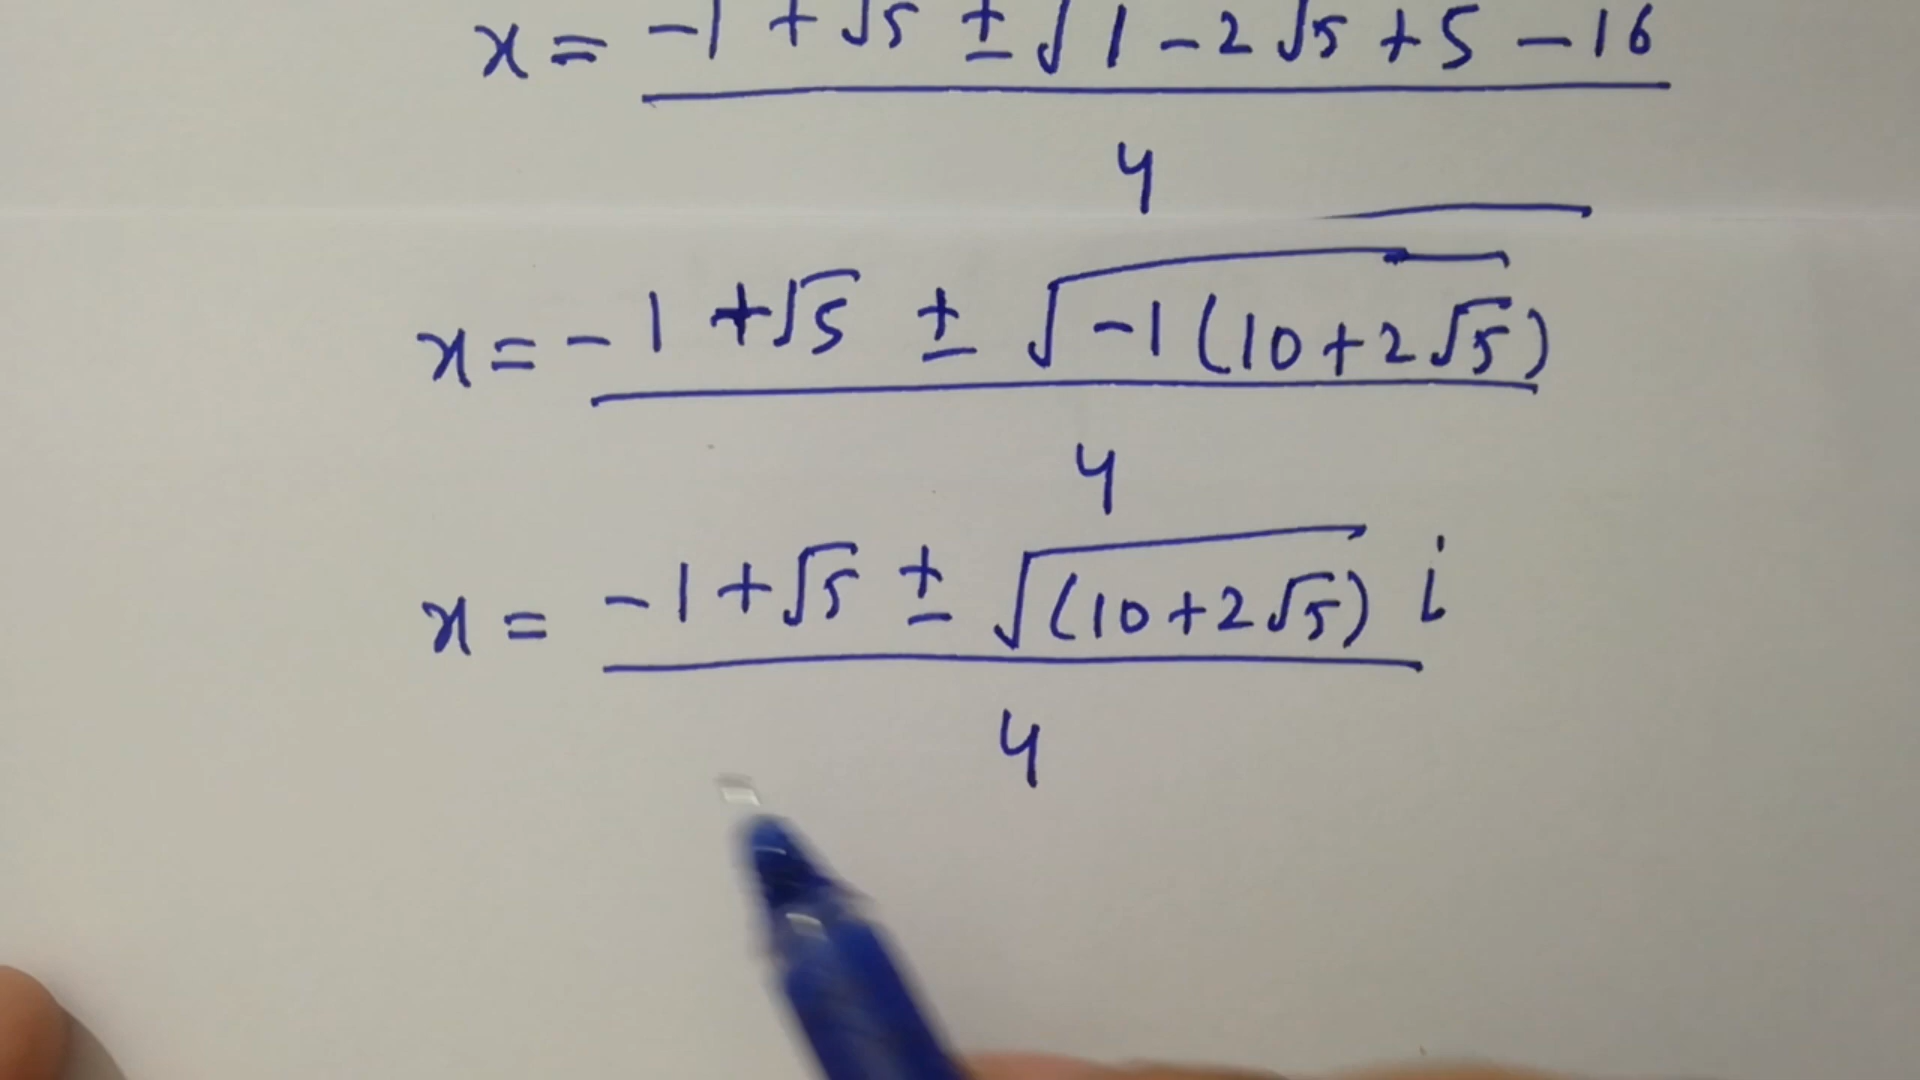 x = -1 + √5 ± √1 - 2√5 + 5 - 16
4
x = -1 + √5 ± √-1(10 + 2√5)
4
x = -1 + √5 ± √(10 + 2√5) i
4